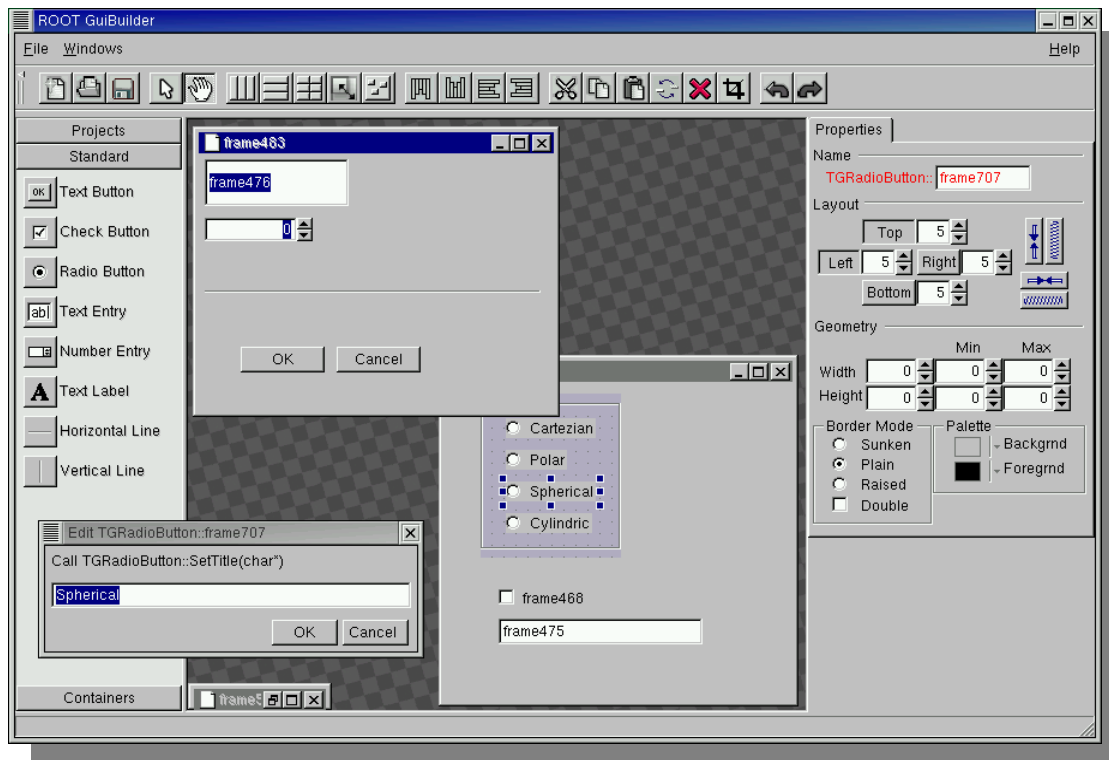 ROOT GuiBuilder
File Windows Help
Projects
Standard
OK Text Button
Check Button
Radio Button
ab| Text Entry
Number Entry
A Text Label
Horizontal Line
Vertical Line
Containers
frame483
frame476
0
OK Cancel
Cartezian
Polar
Spherical
Cylindric
frame468
frame475
Edit TGRadioButton::frame707
Call TGRadioButton::SetTitle(char*)
Spherical
OK Cancel
Properties
Name
TGRadioButton:: frame707
Layout
Top 5
Left 5 Right 5
Bottom 5
Geometry
Min Max
Width 0 0 0
Height 0 0 0
Border Mode
Sunken
Plain
Raised
Double
Palette
Backgrnd
Foregrnd